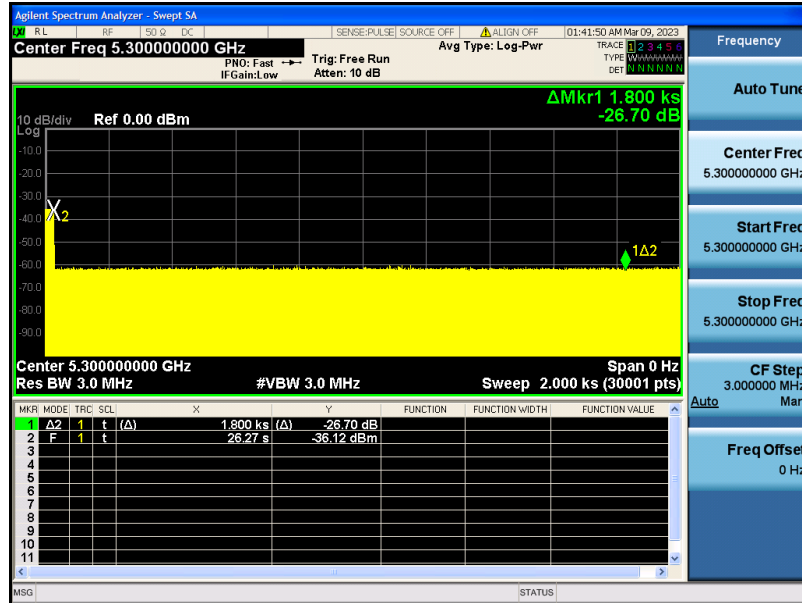 Agilent Spectrum Analyzer - Swept SA
LXI RL RF 50 Ω DC SENSE:PULSE SOURCE OFF ALIGN OFF 01:41:50 AM Mar 09, 2023
Center Freq 5.300000000 GHz
PNO: Fast
IFGain:Low
Trig: Free Run
Atten: 10 dB
Avg Type: Log-Pwr
TRACE 1 2 3 4 5 6
TYPE
DET N N N N N N
ΔMkr1 1.800 ks
-26.70 dB
10 dB/div Ref 0.00 dBm
Log
-10.0
-20.0
-30.0
-40.0
-50.0
-60.0
-70.0
-80.0
-90.0
X2
1Δ2
Center 5.300000000 GHz Span 0 Hz
Res BW 3.0 MHz #VBW 3.0 MHz Sweep 2.000 ks (30001 pts)
MKR MODE TRC SCL X Y FUNCTION FUNCTION WIDTH FUNCTION VALUE
1 Δ2 1 t (Δ) 1.800 ks (Δ) -26.70 dB
2 F 1 t 26.27 s -36.12 dBm
3
4
5
6
7
8
9
10
11
MSG STATUS
Frequency
Auto Tune
Center Freq
5.300000000 GHz
Start Freq
5.300000000 GHz
Stop Freq
5.300000000 GHz
CF Step
3.000000 MHz
Auto Man
Freq Offset
0 Hz